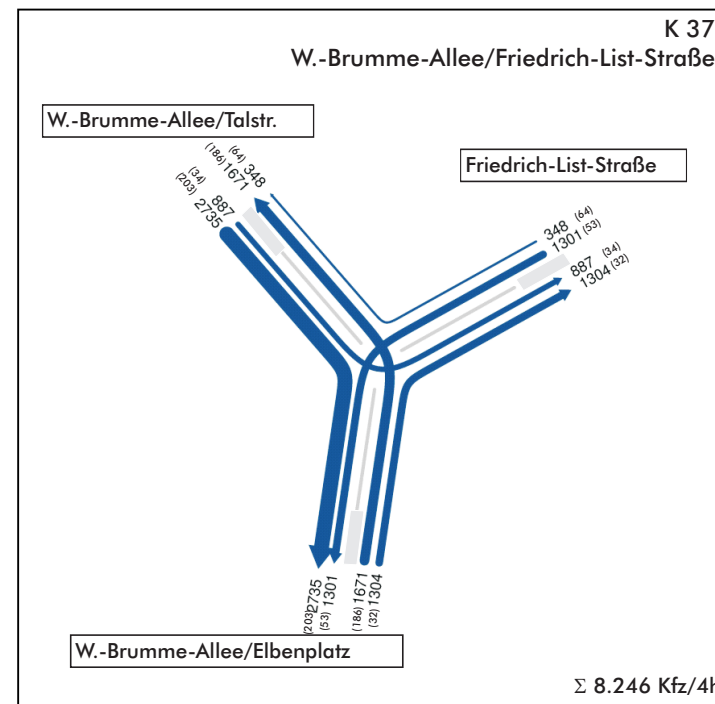 K 37
W.-Brumme-Allee/Friedrich-List-Straße
W.-Brumme-Allee/Talstr.
Friedrich-List-Straße
(64) 348
(186) 1671
(34) 887
(203) 2735
348 (64)
1301 (53)
887 (34)
1304 (32)
(203) 2735
(53) 1301
(186) 1671
(32) 1304
W.-Brumme-Allee/Elbenplatz
Σ 8.246 Kfz/4h